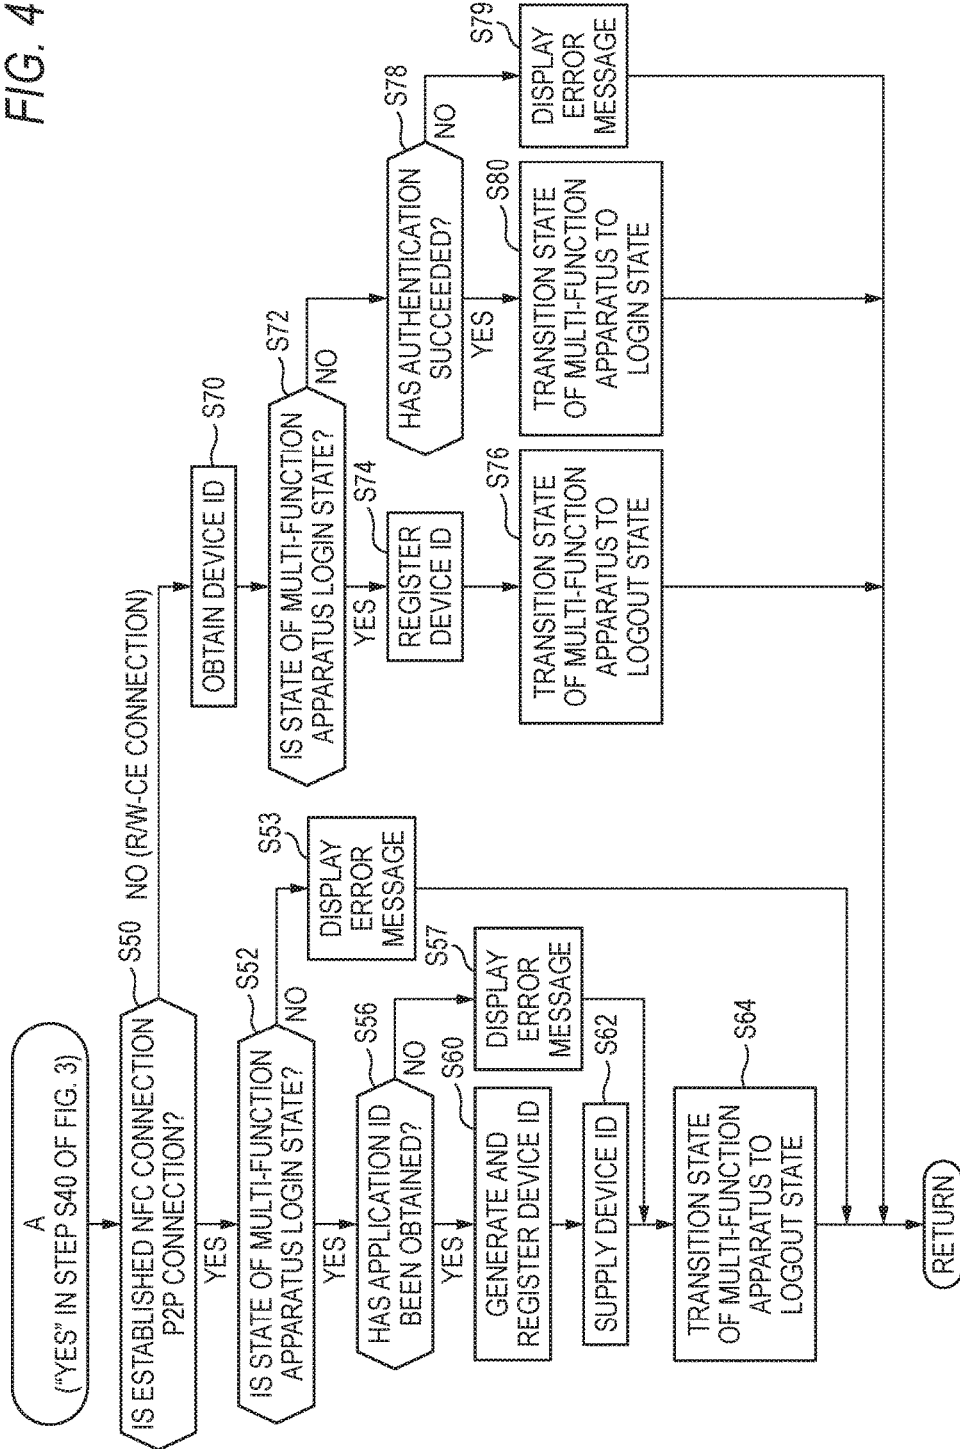 FIG. 4
A
("YES" IN STEP S40 OF FIG. 3)
S50
IS ESTABLISHED NFC CONNECTION
P2P CONNECTION?
NO (R/W-CE CONNECTION)
YES
S52
IS STATE OF MULTI-FUNCTION
APPARATUS LOGIN STATE?
NO
YES
S53
DISPLAY
ERROR
MESSAGE
S56
HAS APPLICATION ID
BEEN OBTAINED?
NO
YES
S57
DISPLAY
ERROR
MESSAGE
S60
GENERATE AND
REGISTER DEVICE ID
S62
SUPPLY DEVICE ID
S64
TRANSITION STATE
OF MULTI-FUNCTION
APPARATUS TO
LOGOUT STATE
S70
OBTAIN DEVICE ID
S72
IS STATE OF MULTI-FUNCTION
APPARATUS LOGIN STATE?
NO
YES
S74
REGISTER
DEVICE ID
S76
TRANSITION STATE
OF MULTI-FUNCTION
APPARATUS TO
LOGOUT STATE
S78
HAS AUTHENTICATION
SUCCEEDED?
NO
YES
S80
TRANSITION STATE
OF MULTI-FUNCTION
APPARATUS TO
LOGIN STATE
S79
DISPLAY
ERROR
MESSAGE
RETURN